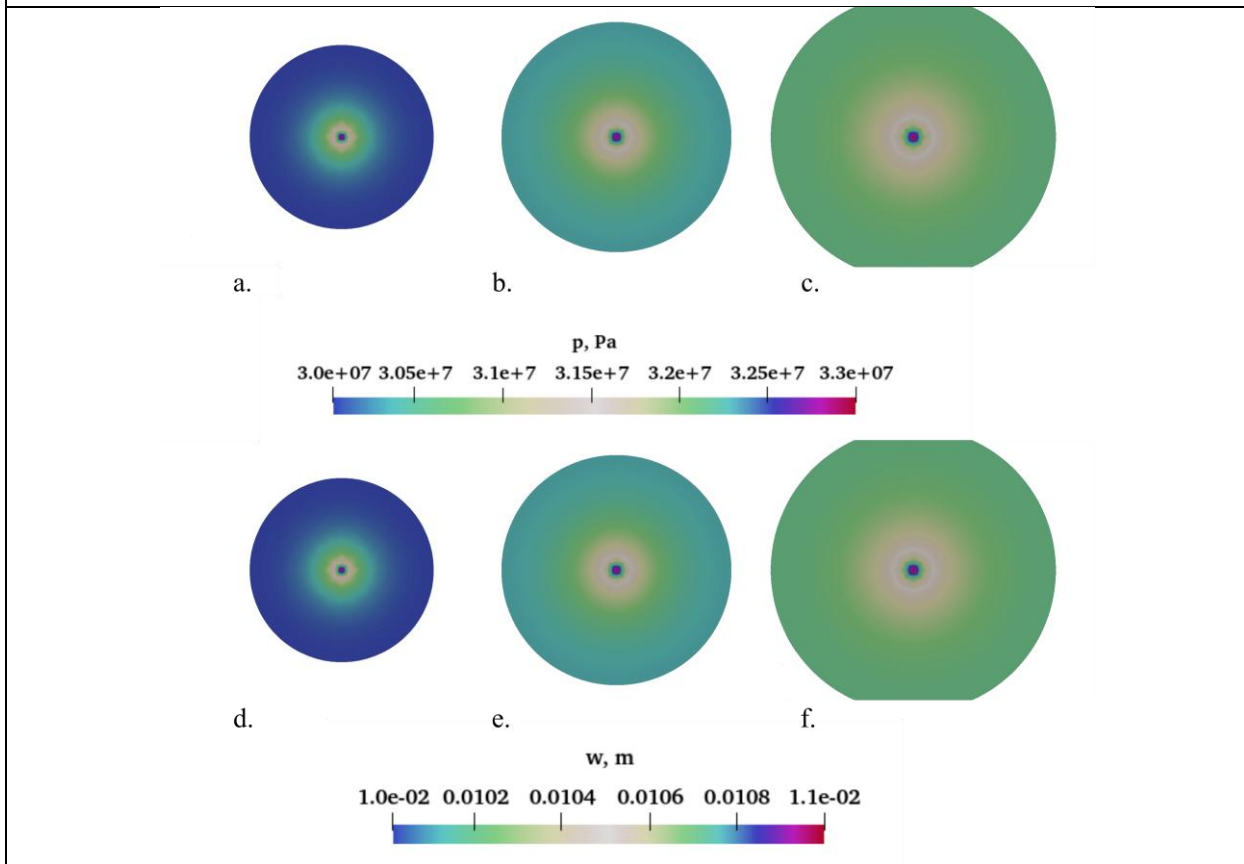 a. b. c.
p, Pa
3.0e+07 3.05e+7 3.1e+7 3.15e+7 3.2e+7 3.25e+7 3.3e+07
d. e. f.
w, m
1.0e-02 0.0102 0.0104 0.0106 0.0108 1.1e-02